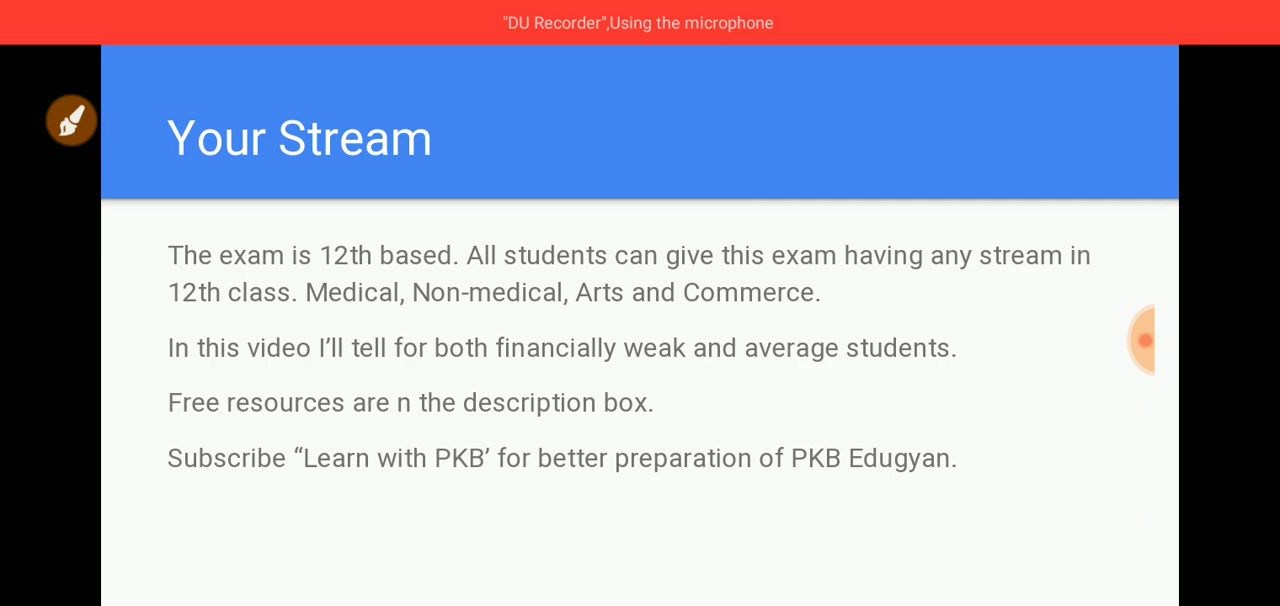 "DU Recorder",Using the microphone
Your Stream
The exam is 12th based. All students can give this exam having any stream in
12th class. Medical, Non-medical, Arts and Commerce.
In this video I’ll tell for both financially weak and average students.
Free resources are n the description box.
Subscribe “Learn with PKB’ for better preparation of PKB Edugyan.